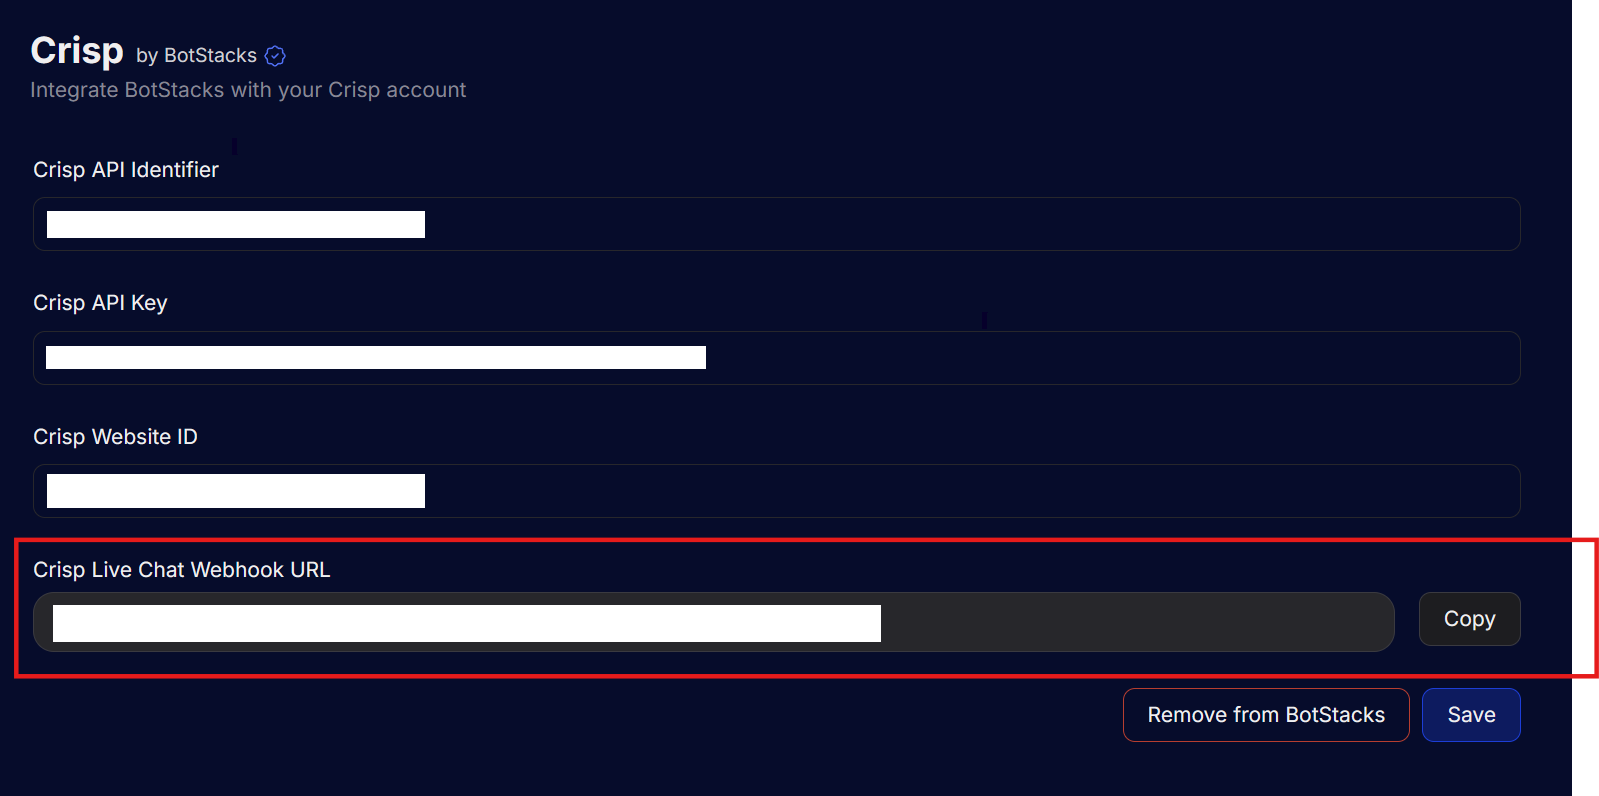 Crisp by BotStacks
Integrate BotStacks with your Crisp account
Crisp API Identifier
Crisp API Key
Crisp Website ID
Crisp Live Chat Webhook URL
Copy
Remove from BotStacks
Save